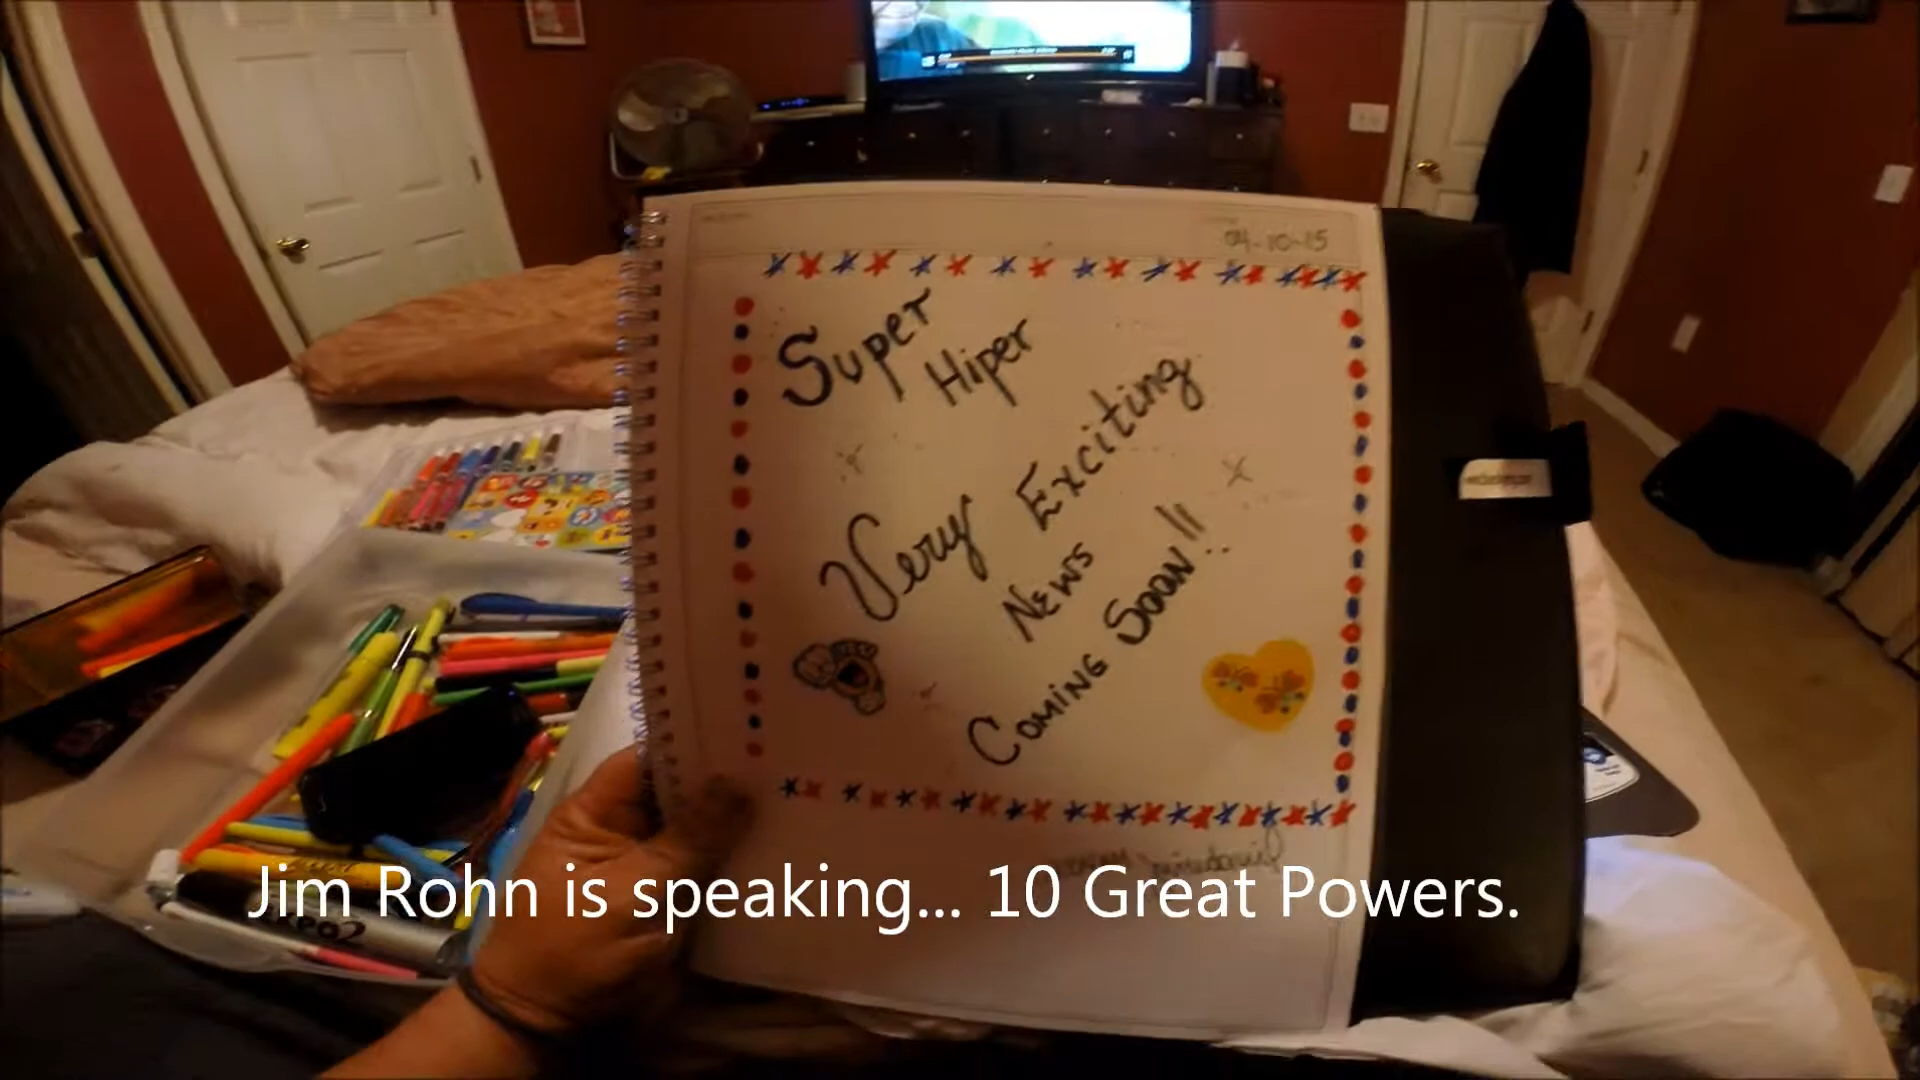 04-10-15
Super
Hiper
Very Exciting
News
Coming Soon!!
Jim Rohn is speaking... 10 Great Powers.